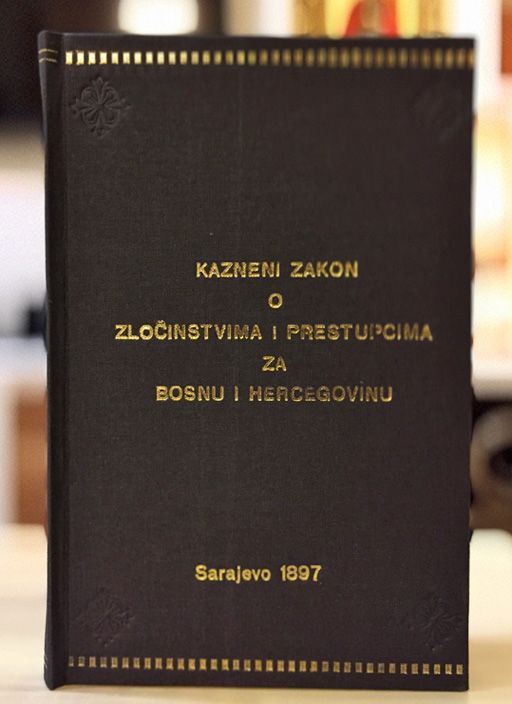 KAZNENI ZAKON
O
ZLOČINSTVIMA I PRESTUPCIMA
ZA
BOSNU I HERCEGOVINU
Sarajevo 1897